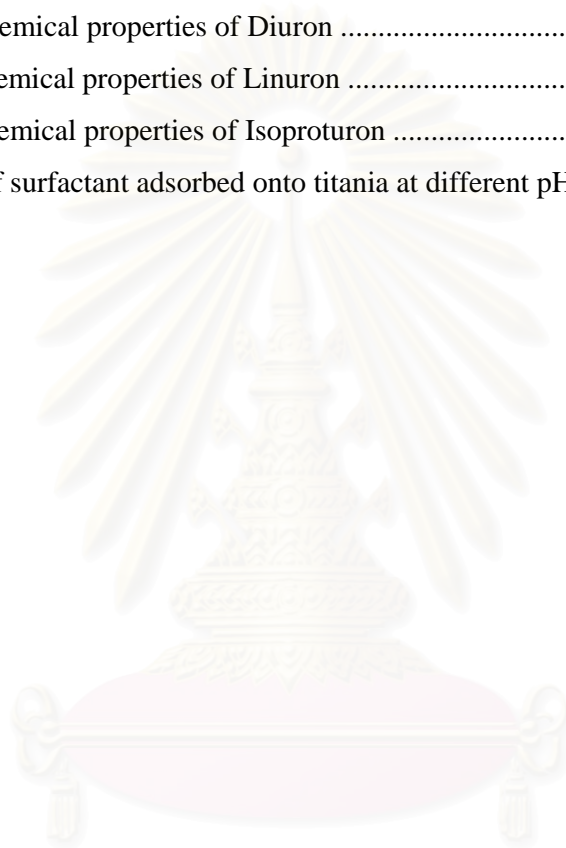 emical properties of Diuron ..............................
emical properties of Linuron .............................
emical properties of Isoproturon .......................
f surfactant adsorbed onto titania at different pH